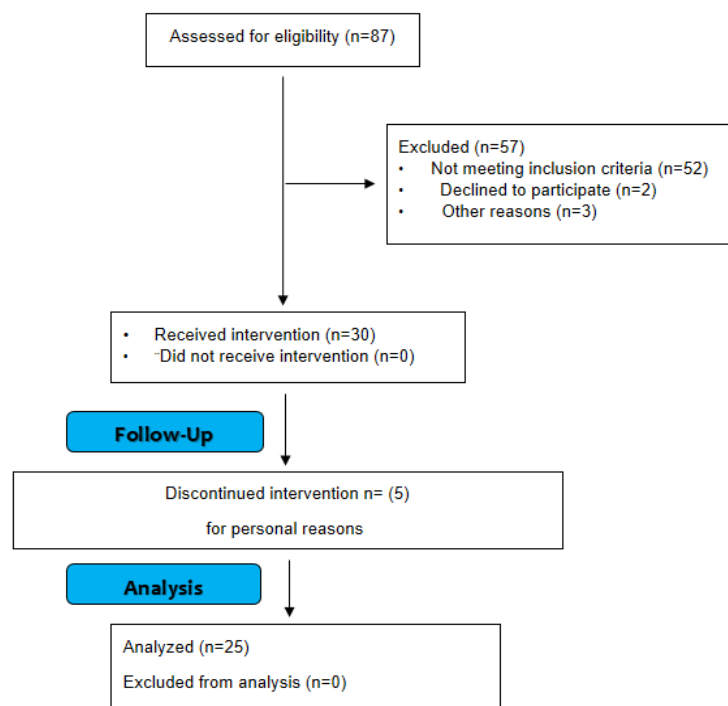 Assessed for eligibility (n=87)
Excluded (n=57)
• Not meeting inclusion criteria (n=52)
• Declined to participate (n=2)
• Other reasons (n=3)
• Received intervention (n=30)
• Did not receive intervention (n=0)
Follow-Up
Discontinued intervention n= (5)
for personal reasons
Analysis
Analyzed (n=25)
Excluded from analysis (n=0)